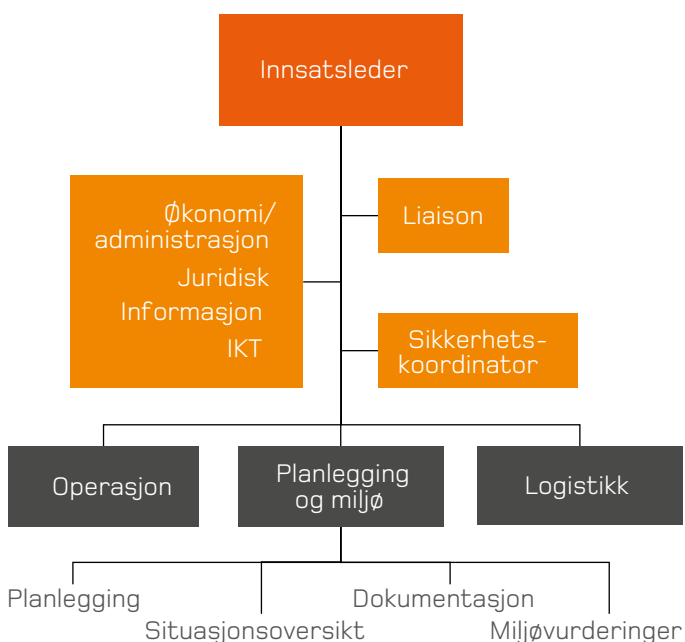 Innsatsleder
Økonomi/
administrasjon
Juridisk
Informasjon
IKT
Liaison
Sikkerhets-
koordinator
Operasjon
Planlegging
og miljø
Logistikk
Planlegging
Situasjonsoversikt
Dokumentasjon
Miljøvurderinger